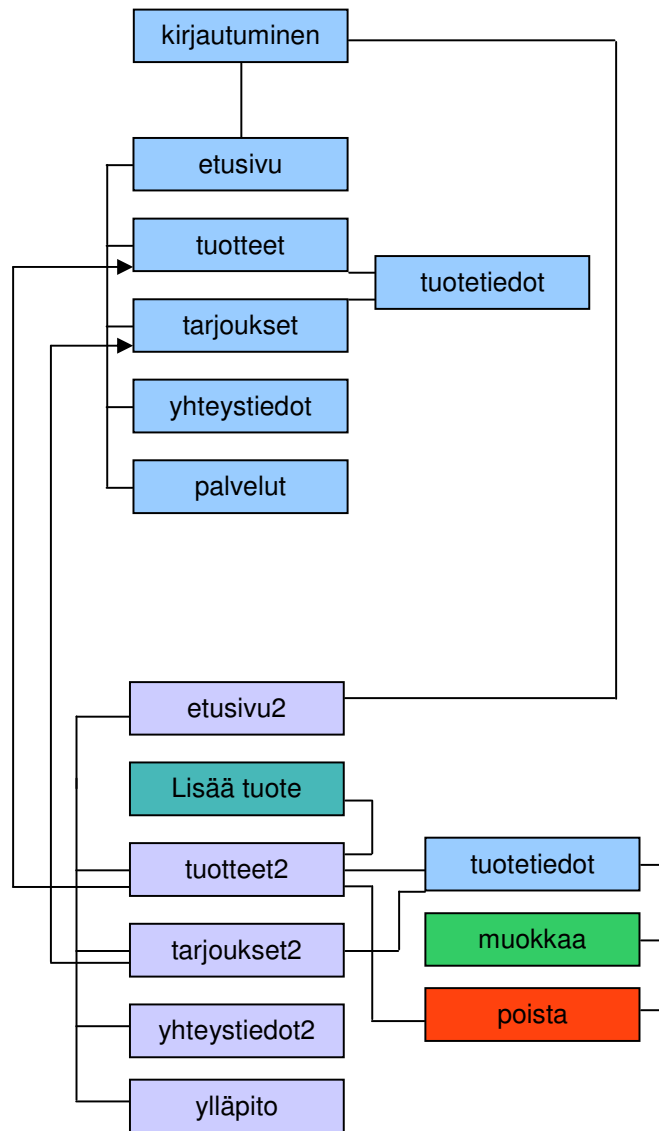 kirjautuminen
etusivu
tuotteet
tuotetiedot
tarjoukset
yhteystiedot
palvelut
etusivu2
Lisää tuote
tuotteet2
tuotetiedot
muokkaa
tarjoukset2
poista
yhteystiedot2
ylläpito